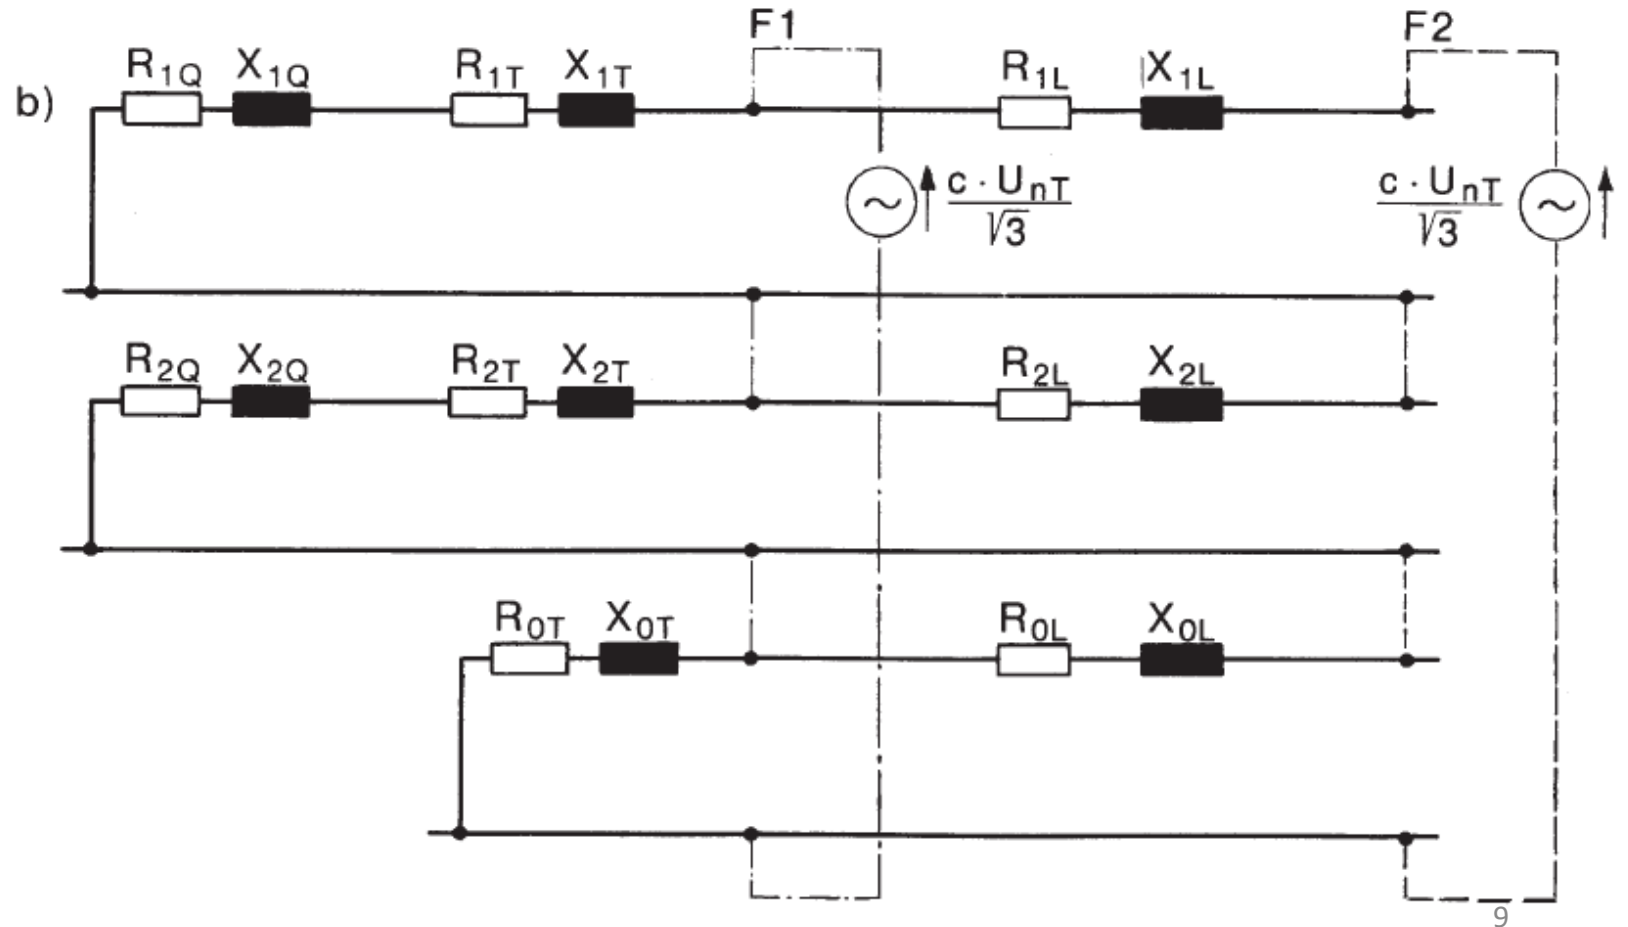 F1
F2
R1Q X1Q R1T X1T R1L X1L
b)
c · UnT
√3
c · UnT
√3
R2Q X2Q R2T X2T R2L X2L
R0T X0T R0L X0L
9